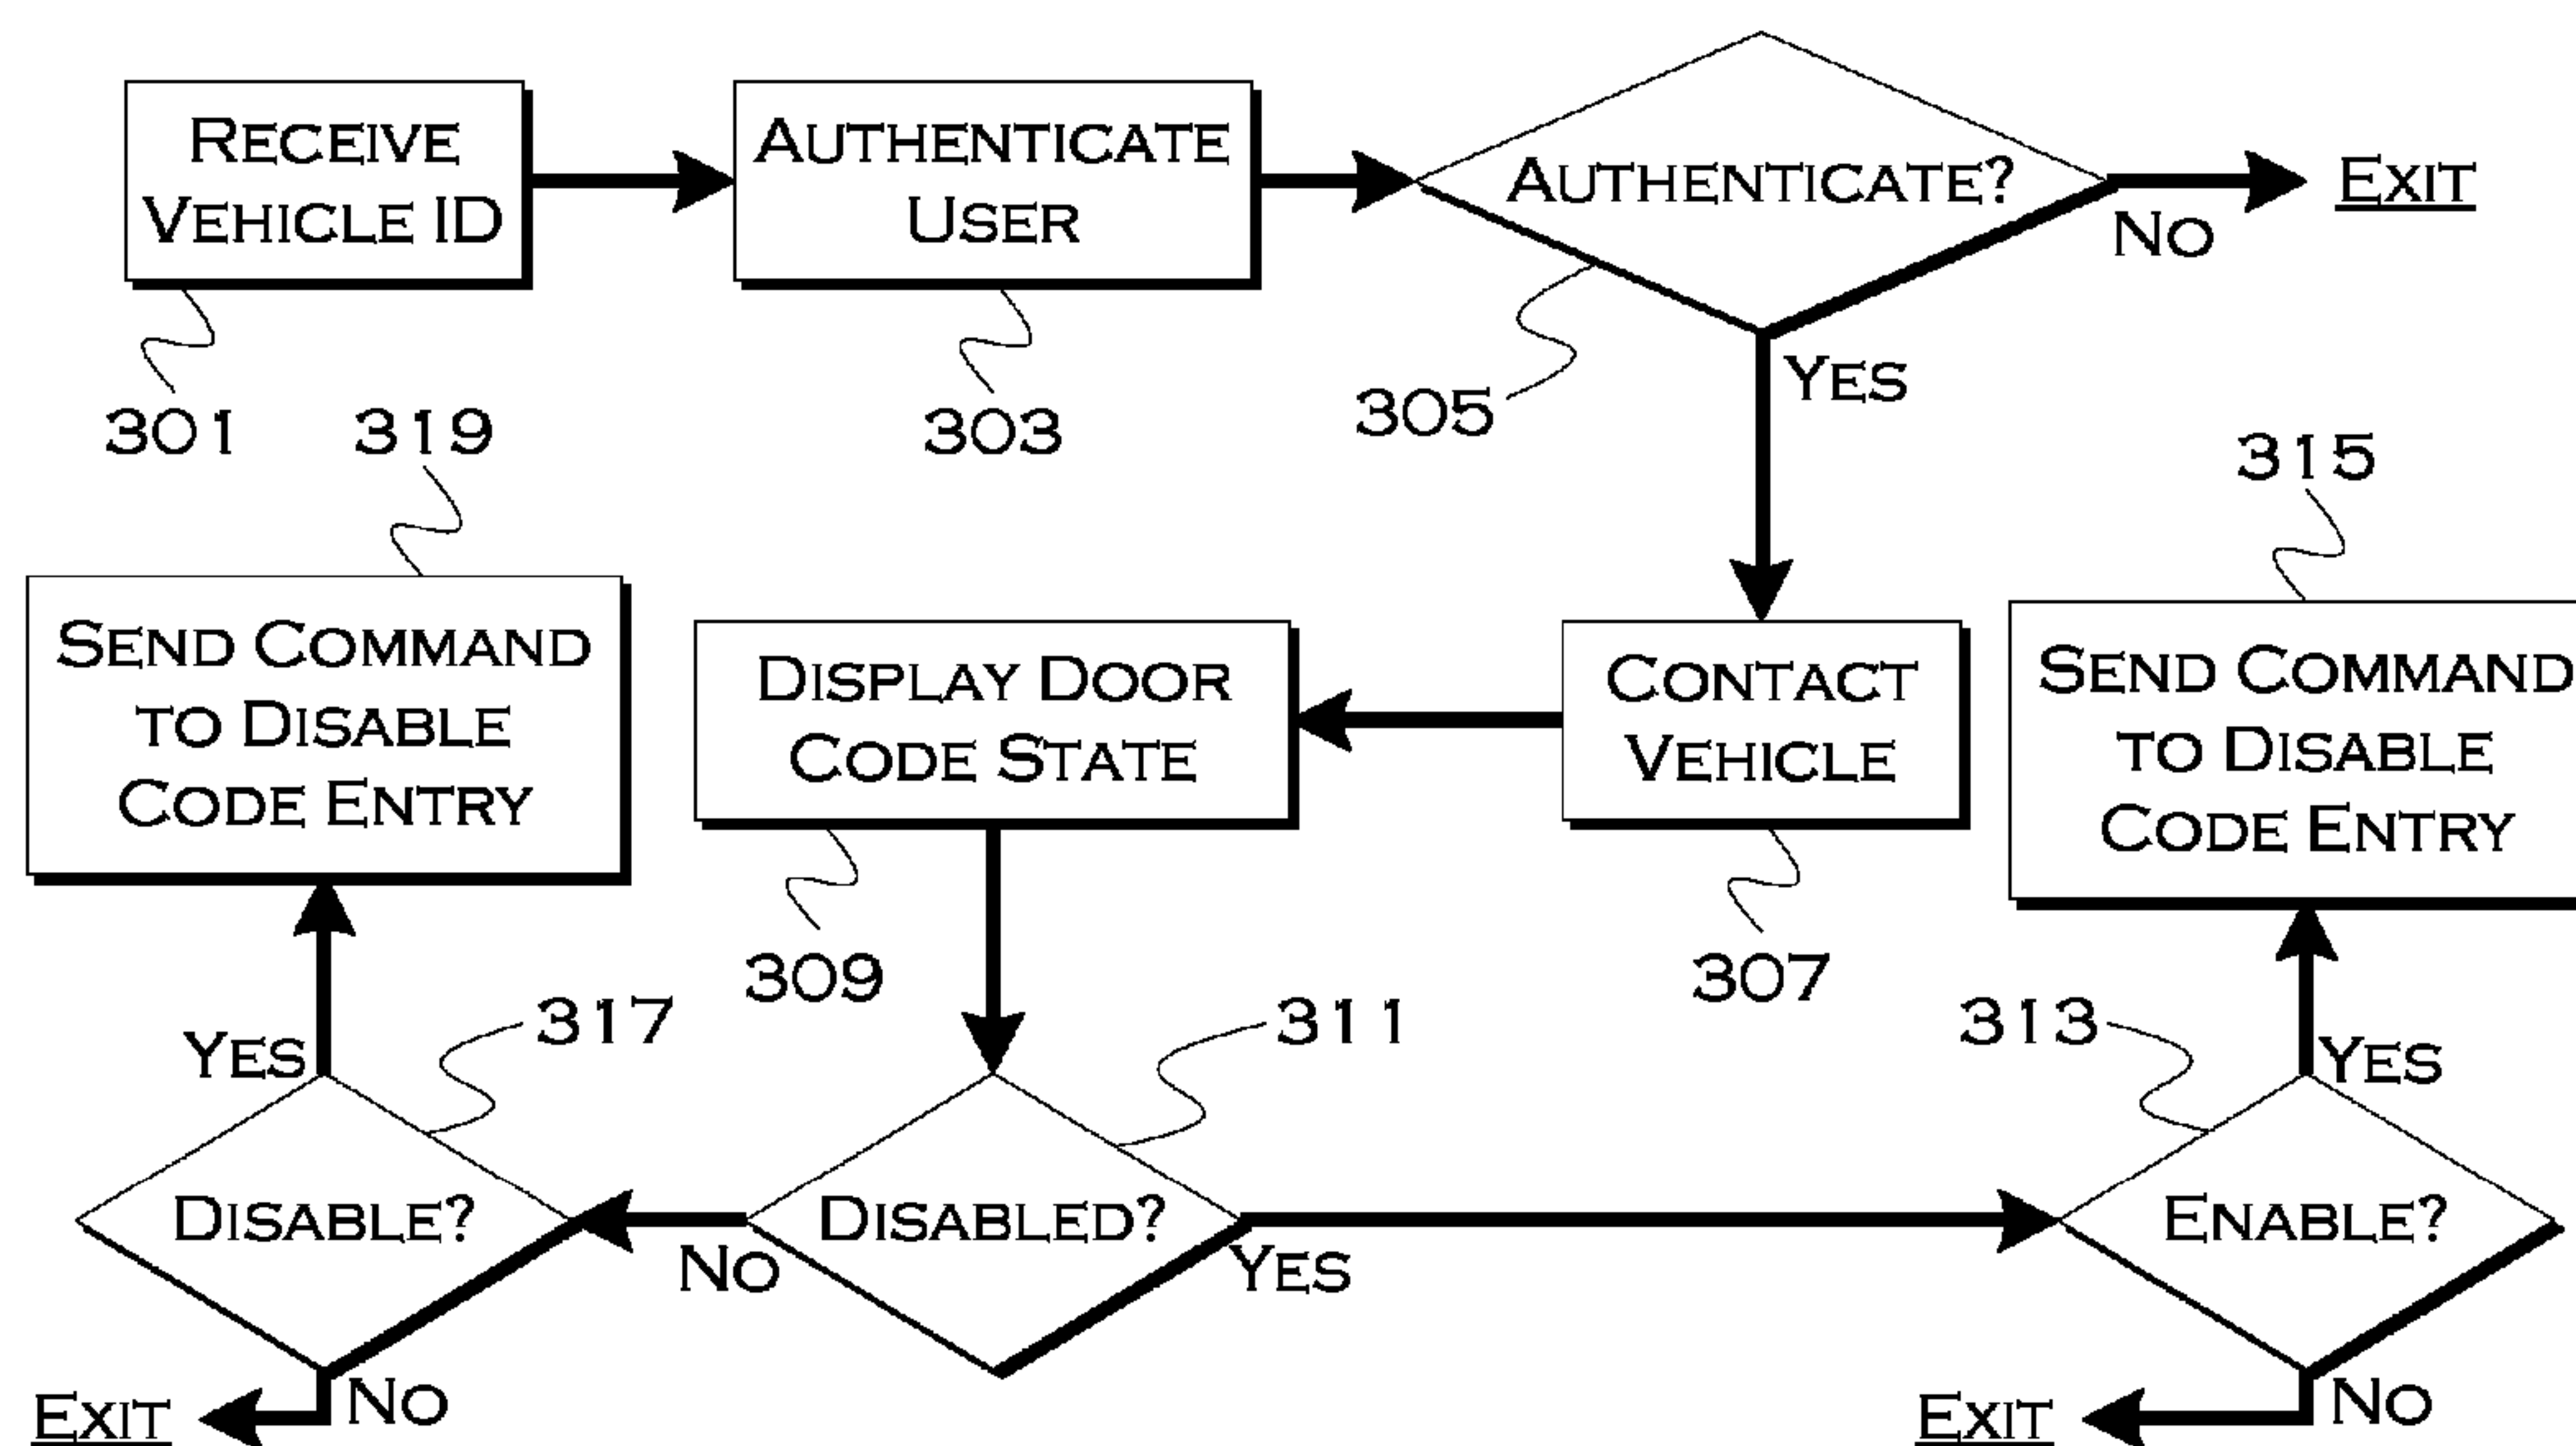 RECEIVE
VEHICLE ID
301
AUTHENTICATE
USER
303
AUTHENTICATE?
305
NO
EXIT
YES
CONTACT
VEHICLE
307
DISPLAY DOOR
CODE STATE
309
DISABLED?
311
YES
NO
ENABLE?
313
YES
SEND COMMAND
TO DISABLE
CODE ENTRY
315
NO
EXIT
DISABLE?
317
YES
SEND COMMAND
TO DISABLE
CODE ENTRY
319
NO
EXIT